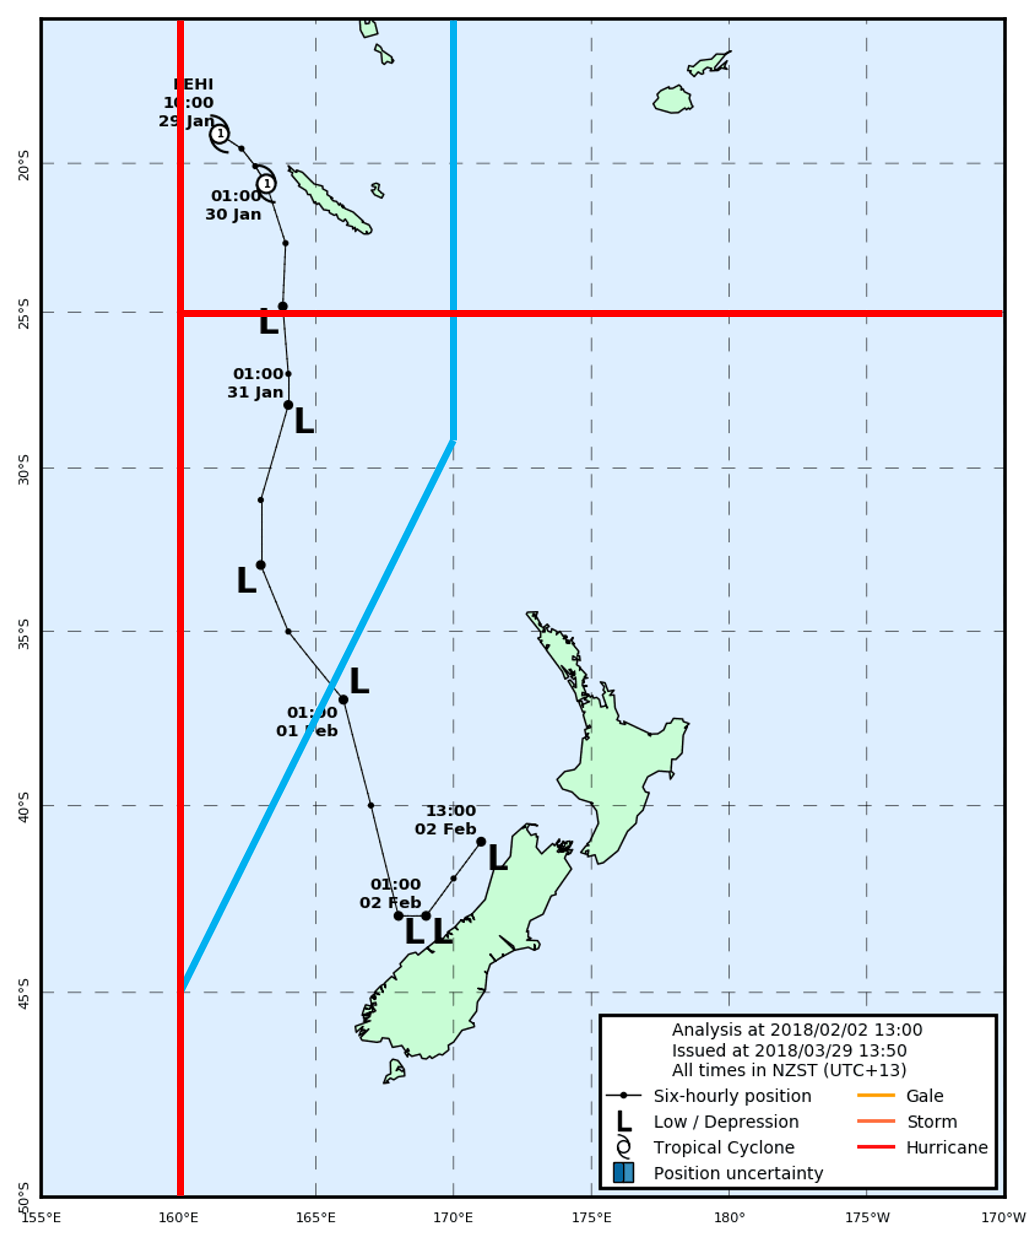 FEHI
10:00
29 Jan
1
1
20°S
01:00
30 Jan
25°S
L
01:00
31 Jan
L
30°S
L
35°S
L
01:00
01 Feb
40°S
13:00
02 Feb
L
01:00
02 Feb
L L
45°S
Analysis at 2018/02/02 13:00
Issued at 2018/03/29 13:50
All times in NZST (UTC+13)
Six-hourly position
Gale
L Low / Depression
Storm
Tropical Cyclone
Hurricane
Position uncertainty
50°S
155°E 160°E 165°E 170°E 175°E 180° 175°W 170°W